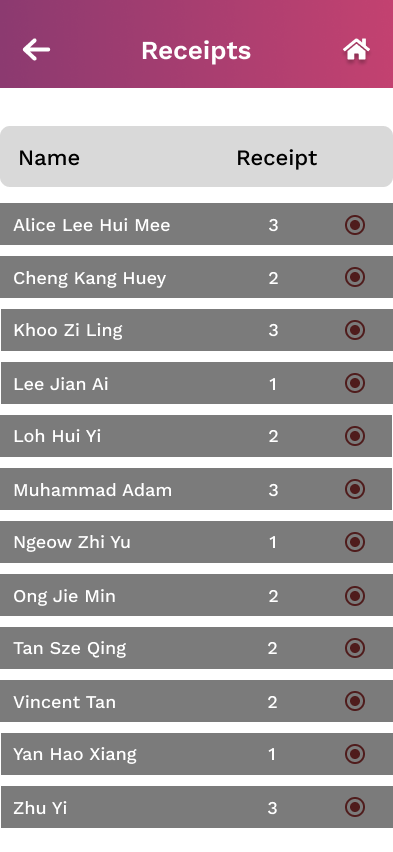 Receipts
Name Receipt
Alice Lee Hui Mee 3
Cheng Kang Huey 2
Khoo Zi Ling 3
Lee Jian Ai 1
Loh Hui Yi 2
Muhammad Adam 3
Ngeow Zhi Yu 1
Ong Jie Min 2
Tan Sze Qing 2
Vincent Tan 2
Yan Hao Xiang 1
Zhu Yi 3